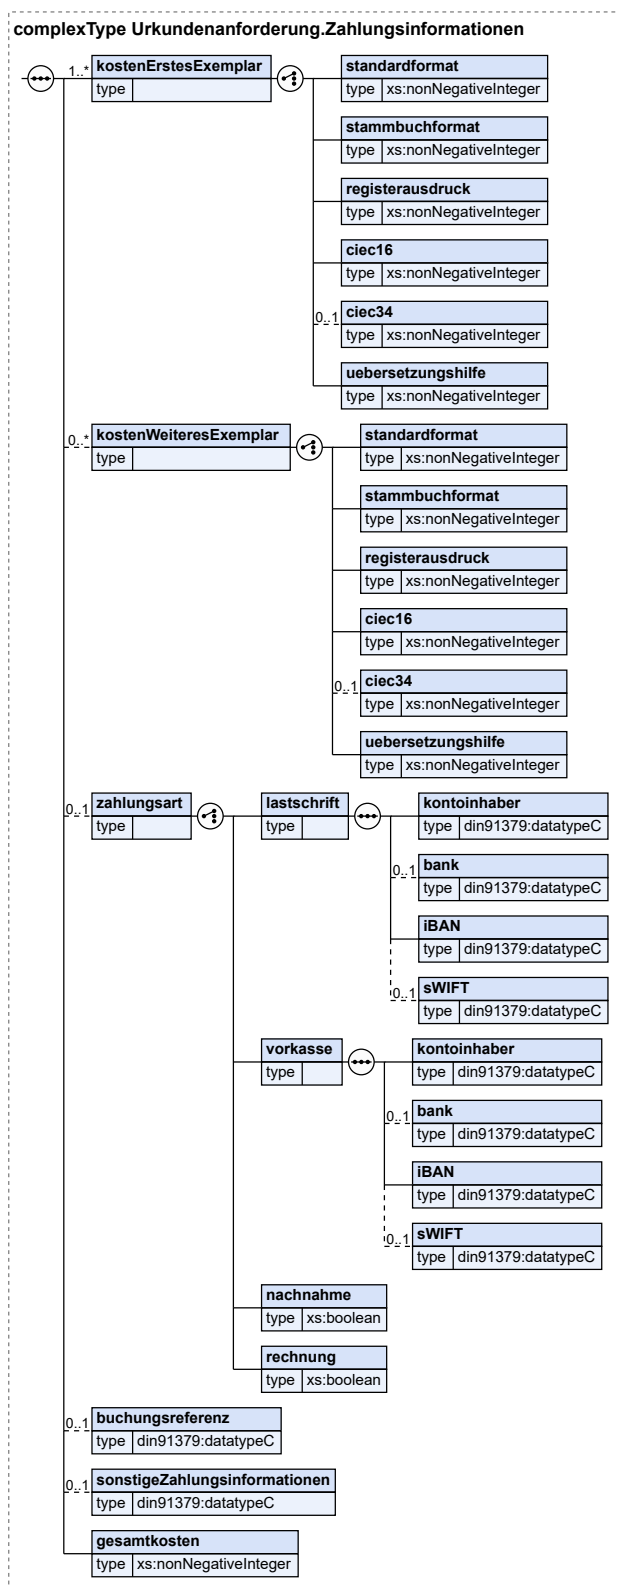 complexType Urkundenanforderung.Zahlungsinformationen
1..* kostenErstesExemplar
type
standardformat
type xs:nonNegativeInteger
stammbuchformat
type xs:nonNegativeInteger
registerausdruck
type xs:nonNegativeInteger
ciec16
type xs:nonNegativeInteger
0..1 ciec34
type xs:nonNegativeInteger
uebersetzungshilfe
type xs:nonNegativeInteger
0..* kostenWeiteresExemplar
type
standardformat
type xs:nonNegativeInteger
stammbuchformat
type xs:nonNegativeInteger
registerausdruck
type xs:nonNegativeInteger
ciec16
type xs:nonNegativeInteger
0..1 ciec34
type xs:nonNegativeInteger
uebersetzungshilfe
type xs:nonNegativeInteger
0..1 zahlungsart
type
lastschrift
type
kontoinhaber
type din91379:datatypeC
0..1 bank
type din91379:datatypeC
iBAN
type din91379:datatypeC
0..1 sWIFT
type din91379:datatypeC
vorkasse
type
kontoinhaber
type din91379:datatypeC
0..1 bank
type din91379:datatypeC
iBAN
type din91379:datatypeC
0..1 sWIFT
type din91379:datatypeC
nachnahme
type xs:boolean
rechnung
type xs:boolean
0..1 buchungsreferenz
type din91379:datatypeC
0..1 sonstigeZahlungsinformationen
type din91379:datatypeC
gesamtkosten
type xs:nonNegativeInteger